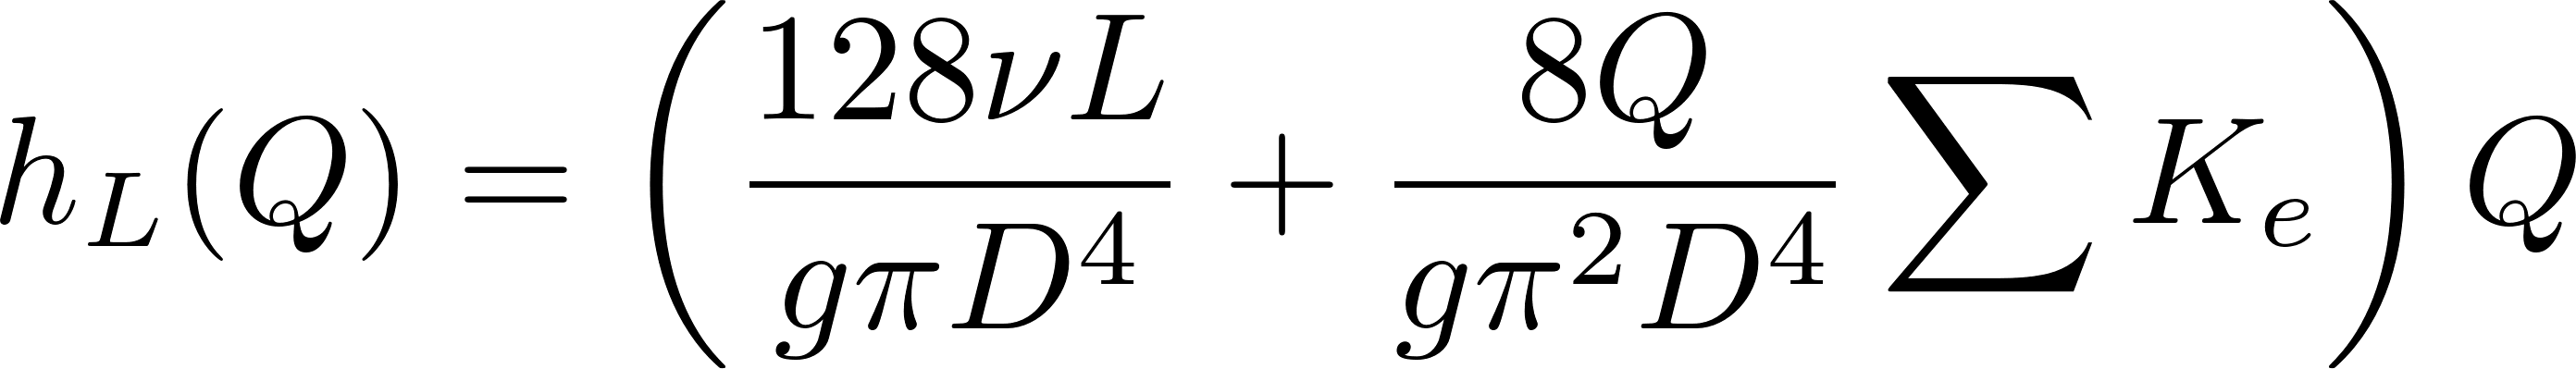 h_L(Q) = \left( \frac{128\nu L}{g\pi D^4} + \frac{8Q}{g\pi^2 D^4} \sum K_e \right) Q